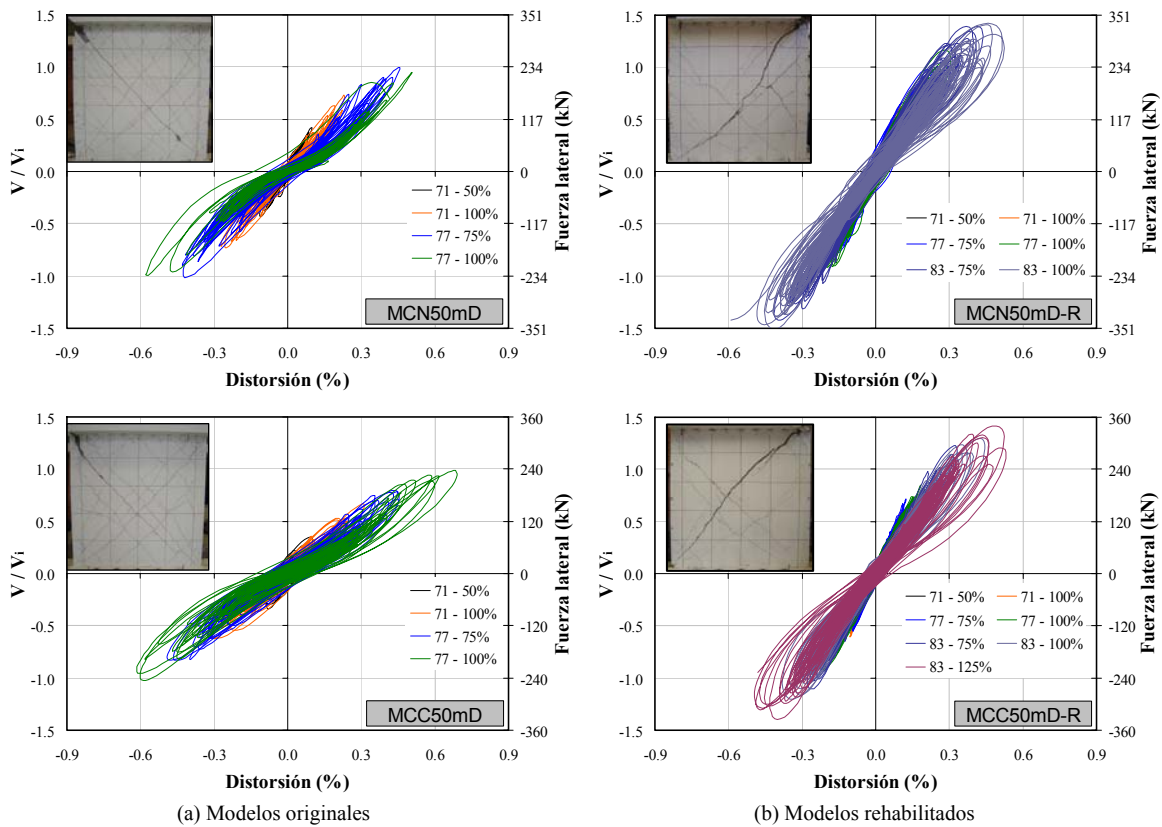 1.5
1.0
0.5
0.0
-0.5
-1.0
-1.5
V / Vi
351
234
117
0
-117
-234
-351
Fuerza lateral (kN)
71 - 50%
71 - 100%
77 - 75%
77 - 100%
MCN50mD
-0.9 -0.6 -0.3 0.0 0.3 0.6 0.9
Distorsión (%)
1.5
1.0
0.5
0.0
-0.5
-1.0
-1.5
V / Vi
351
234
117
0
-117
-234
-351
Fuerza lateral (kN)
71 - 50% 71 - 100%
77 - 75% 77 - 100%
83 - 75% 83 - 100%
MCN50mD-R
-0.9 -0.6 -0.3 0.0 0.3 0.6 0.9
Distorsión (%)
1.5
1.0
0.5
0.0
-0.5
-1.0
-1.5
V / Vi
360
240
120
0
-120
-240
-360
Fuerza lateral (kN)
71 - 50%
71 - 100%
77 - 75%
77 - 100%
MCC50mD
-0.9 -0.6 -0.3 0.0 0.3 0.6 0.9
Distorsión (%)
(a) Modelos originales
1.5
1.0
0.5
0.0
-0.5
-1.0
-1.5
V / Vi
360
240
120
0
-120
-240
-360
Fuerza lateral (kN)
71 - 50% 71 - 100%
77 - 75% 77 - 100%
83 - 75% 83 - 100%
83 - 125%
MCC50mD-R
-0.9 -0.6 -0.3 0.0 0.3 0.6 0.9
Distorsión (%)
(b) Modelos rehabilitados